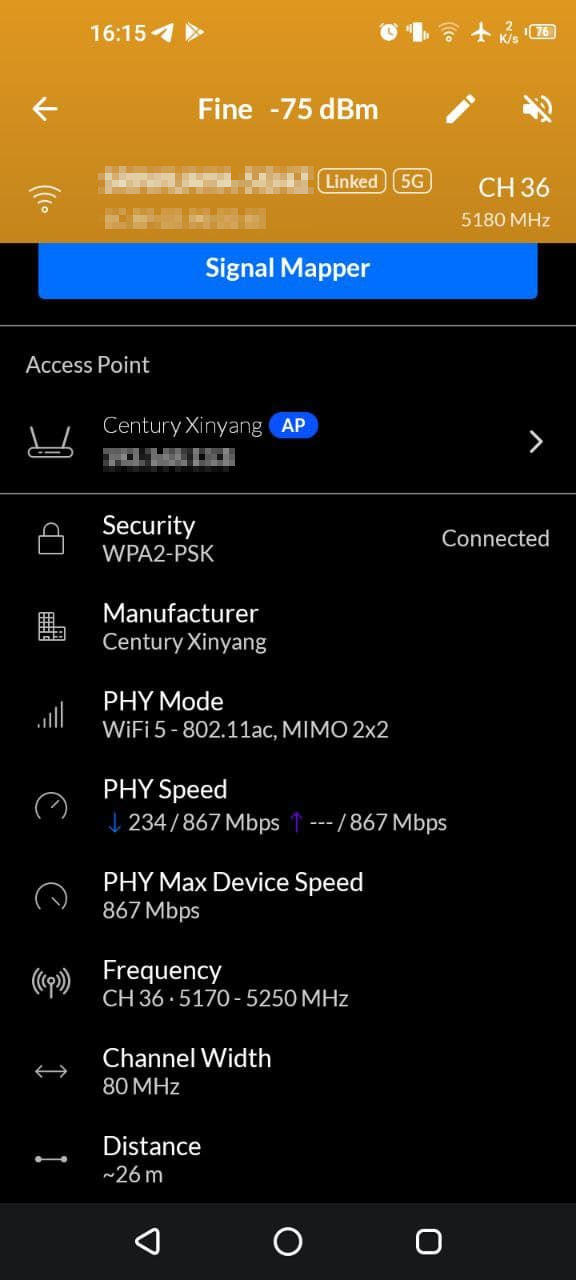 16:15
2
K/s
76
Fine -75 dBm
Linked 5G CH 36
5180 MHz
Signal Mapper
Access Point
Century Xinyang AP
Security
WPA2-PSK
Connected
Manufacturer
Century Xinyang
PHY Mode
WiFi 5 - 802.11ac, MIMO 2x2
PHY Speed
↓ 234 / 867 Mbps ↑ --- / 867 Mbps
PHY Max Device Speed
867 Mbps
Frequency
CH 36 · 5170 - 5250 MHz
Channel Width
80 MHz
Distance
~26 m